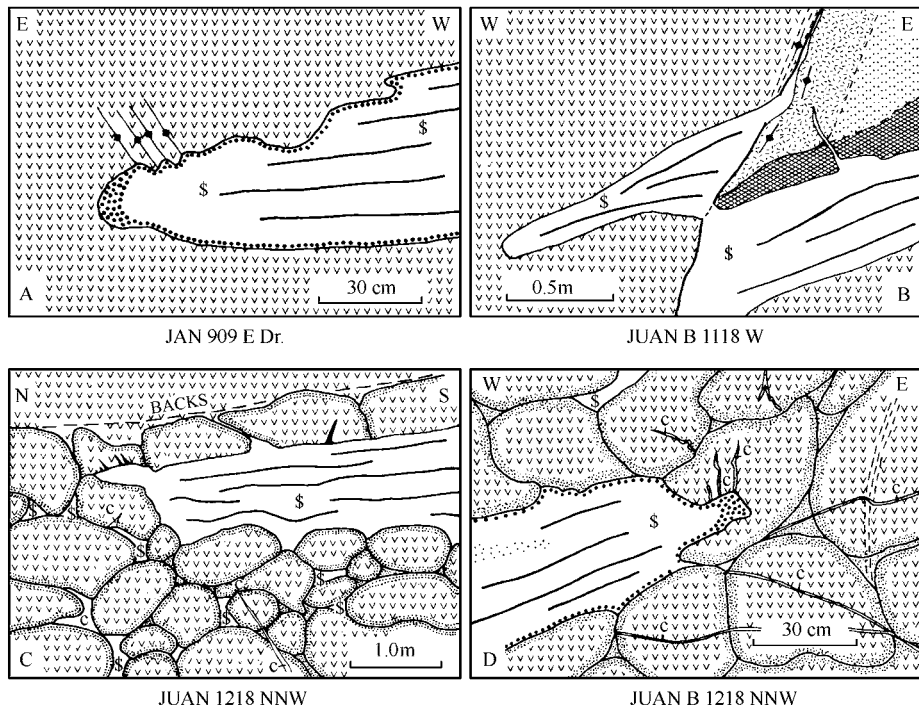 E W
$
$
A 30 cm
JAN 909 E Dr.
W E
$
$
0.5m B
JUAN B 1118 W
N BACKS S
$
c
$ $
$
c $
c $ $
$
C $ c 1.0m
JUAN 1218 NNW
W E
$
c c
c c
$
c
c
D 30 cm
JUAN B 1218 NNW